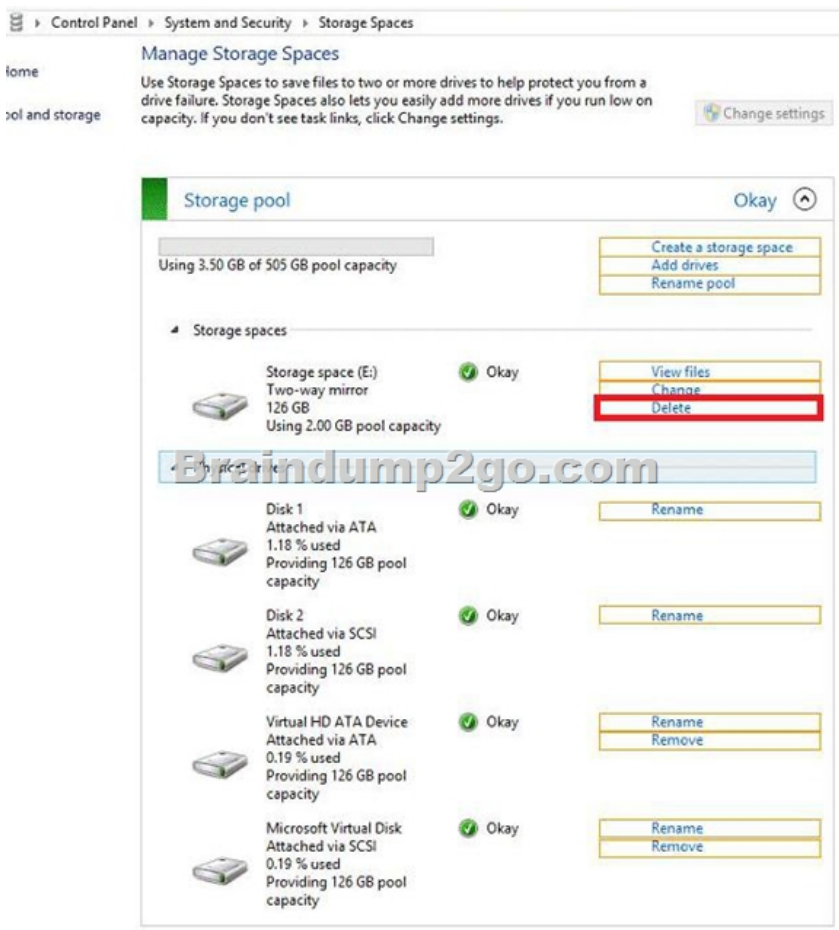 Control Panel System and Security Storage Spaces
Manage Storage Spaces
Home
Use Storage Spaces to save files to two or more drives to help protect you from a
drive failure. Storage Spaces also lets you easily add more drives if you run low on
capacity. If you don't see task links, click Change settings.
ool and storage
Change settings
Storage pool
Okay
Using 3.50 GB of 505 GB pool capacity
Create a storage space
Add drives
Rename pool
Storage spaces
Storage space (E:)
Two-way mirror
126 GB
Using 2.00 GB pool capacity
Okay
View files
Change
Delete
Physical drives
Braindump2go.com
Disk 1
Attached via ATA
1.18 % used
Providing 126 GB pool
capacity
Okay
Rename
Disk 2
Attached via SCSI
1.18 % used
Providing 126 GB pool
capacity
Okay
Rename
Virtual HD ATA Device
Attached via ATA
0.19 % used
Providing 126 GB pool
capacity
Okay
Rename
Remove
Microsoft Virtual Disk
Attached via SCSI
0.19 % used
Providing 126 GB pool
capacity
Okay
Rename
Remove